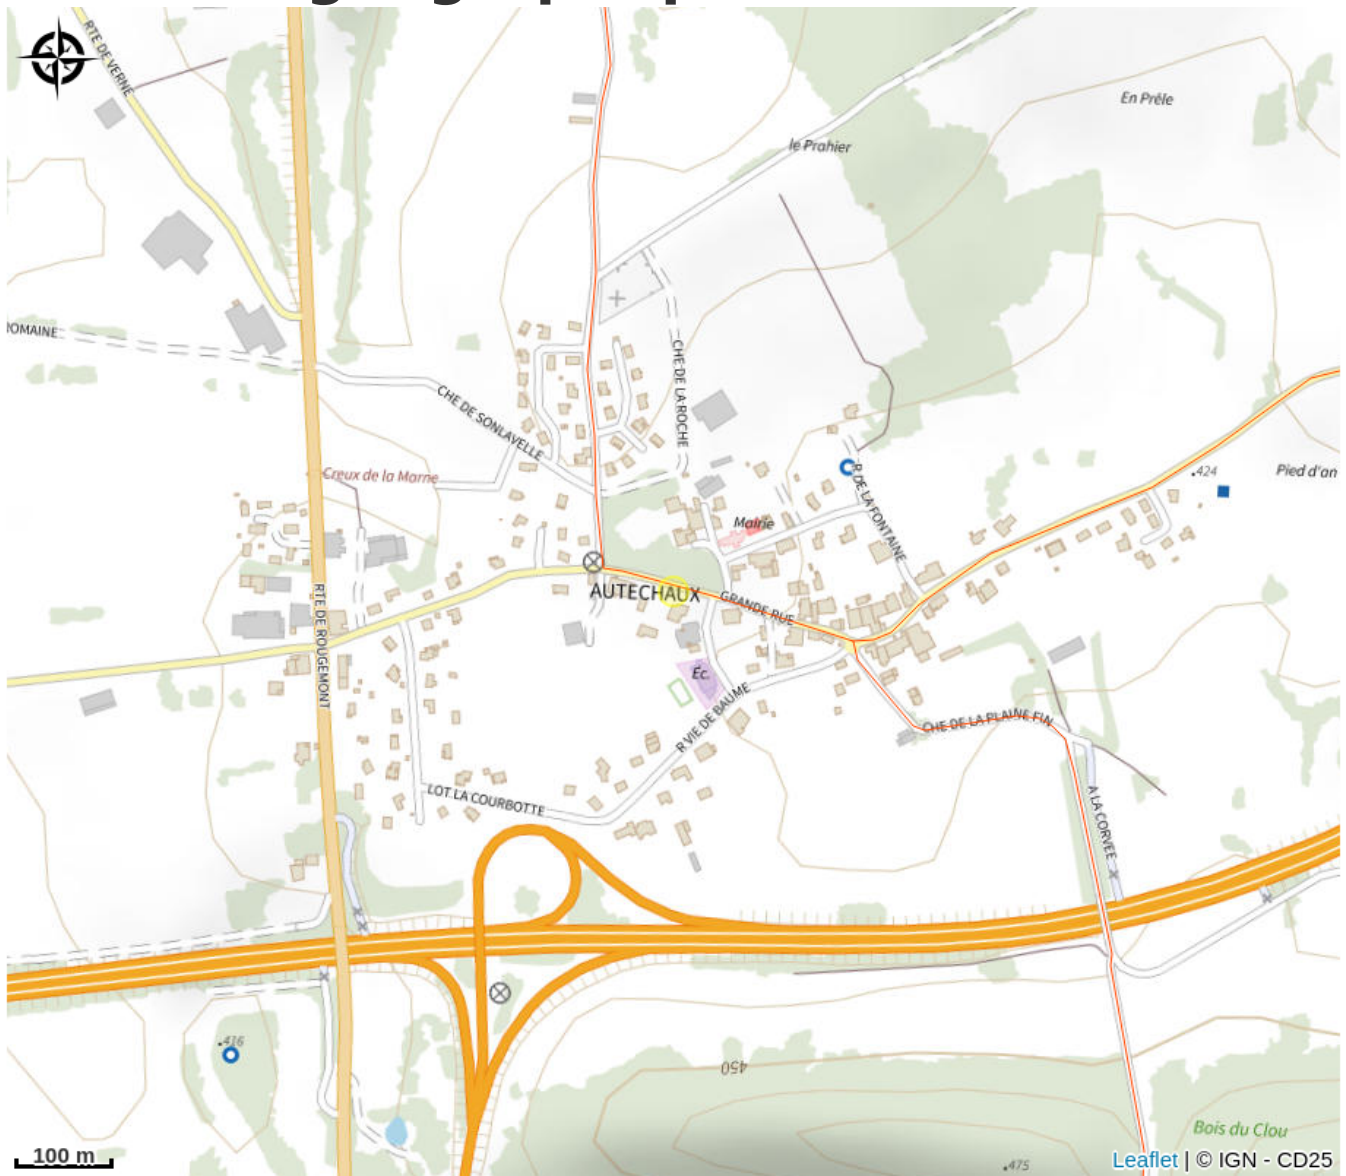 RTE DE VERNE
En Prêle
le Prahier
ROMAINE
CHE DE LA ROCHE
CHE DE SONLAVELLE
Creux de la Marne
424
Pied d'an
R DE LA FONTAINE
Mairie
AUTECHAUX
GRANDE RUE
RTE DE ROUGEMONT
Éc.
R VIE DE BAUME
CHE DE LA PLAINE FIN
LOT LA COURBOTTE
A LA CORVEE
416
450
Bois du Clou
475
100 m
Leaflet | © IGN - CD25